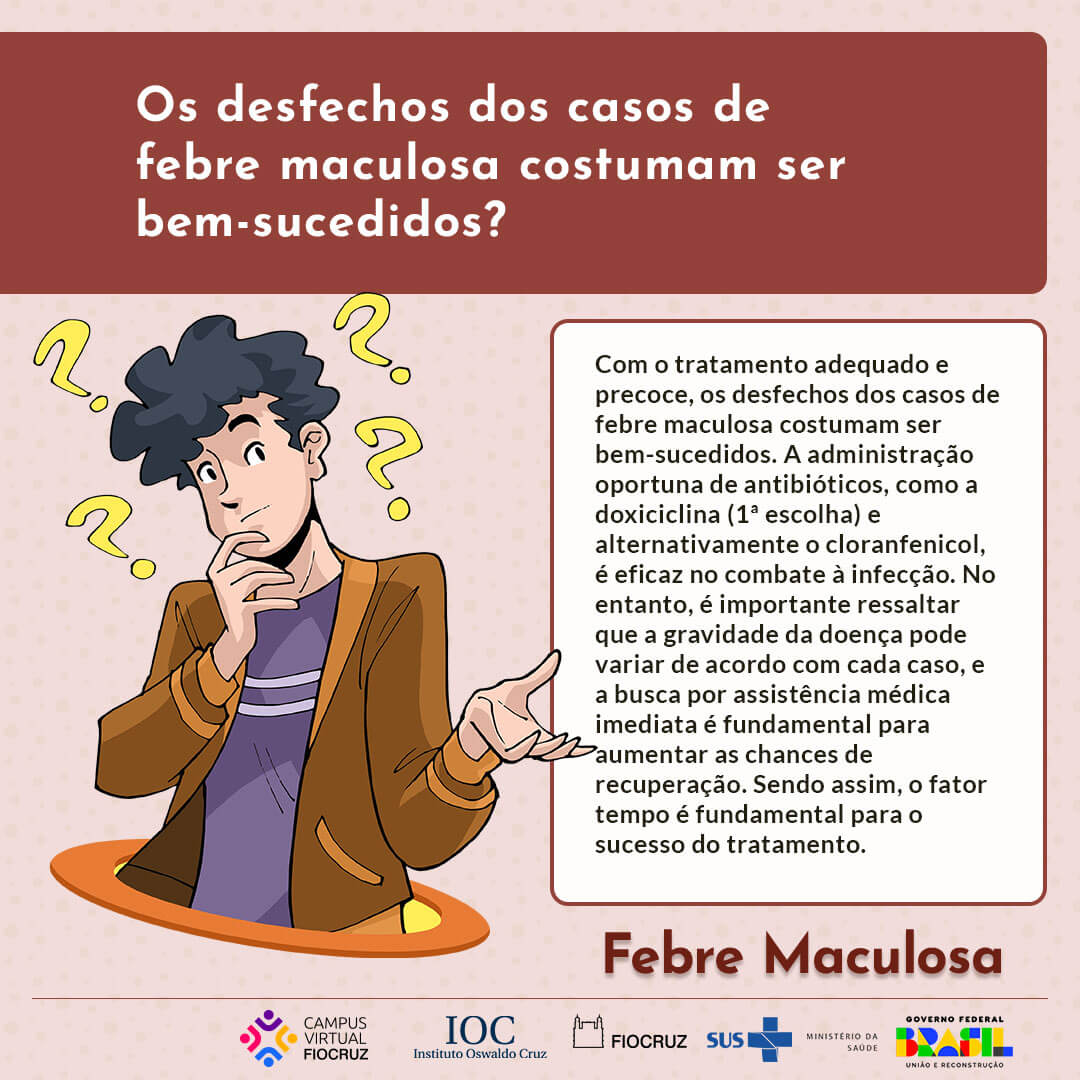 Os desfechos dos casos de
febre maculosa costumam ser
bem-sucedidos?
Com o tratamento adequado e
precoce, os desfechos dos casos de
febre maculosa costumam ser
bem-sucedidos. A administração
oportuna de antibióticos, como a
doxiciclina (1ª escolha) e
alternativamente o cloranfenicol,
é eficaz no combate à infecção. No
entanto, é importante ressaltar
que a gravidade da doença pode
variar de acordo com cada caso, e
a busca por assistência médica
imediata é fundamental para
aumentar as chances de
recuperação. Sendo assim, o fator
tempo é fundamental para o
sucesso do tratamento.
Febre Maculosa
CAMPUS
VIRTUAL
FIOCRUZ
IOC
Instituto Oswaldo Cruz
FIOCRUZ
SUS
MINISTÉRIO DA
SAÚDE
GOVERNO FEDERAL
BRASIL
UNIÃO E RECONSTRUÇÃO